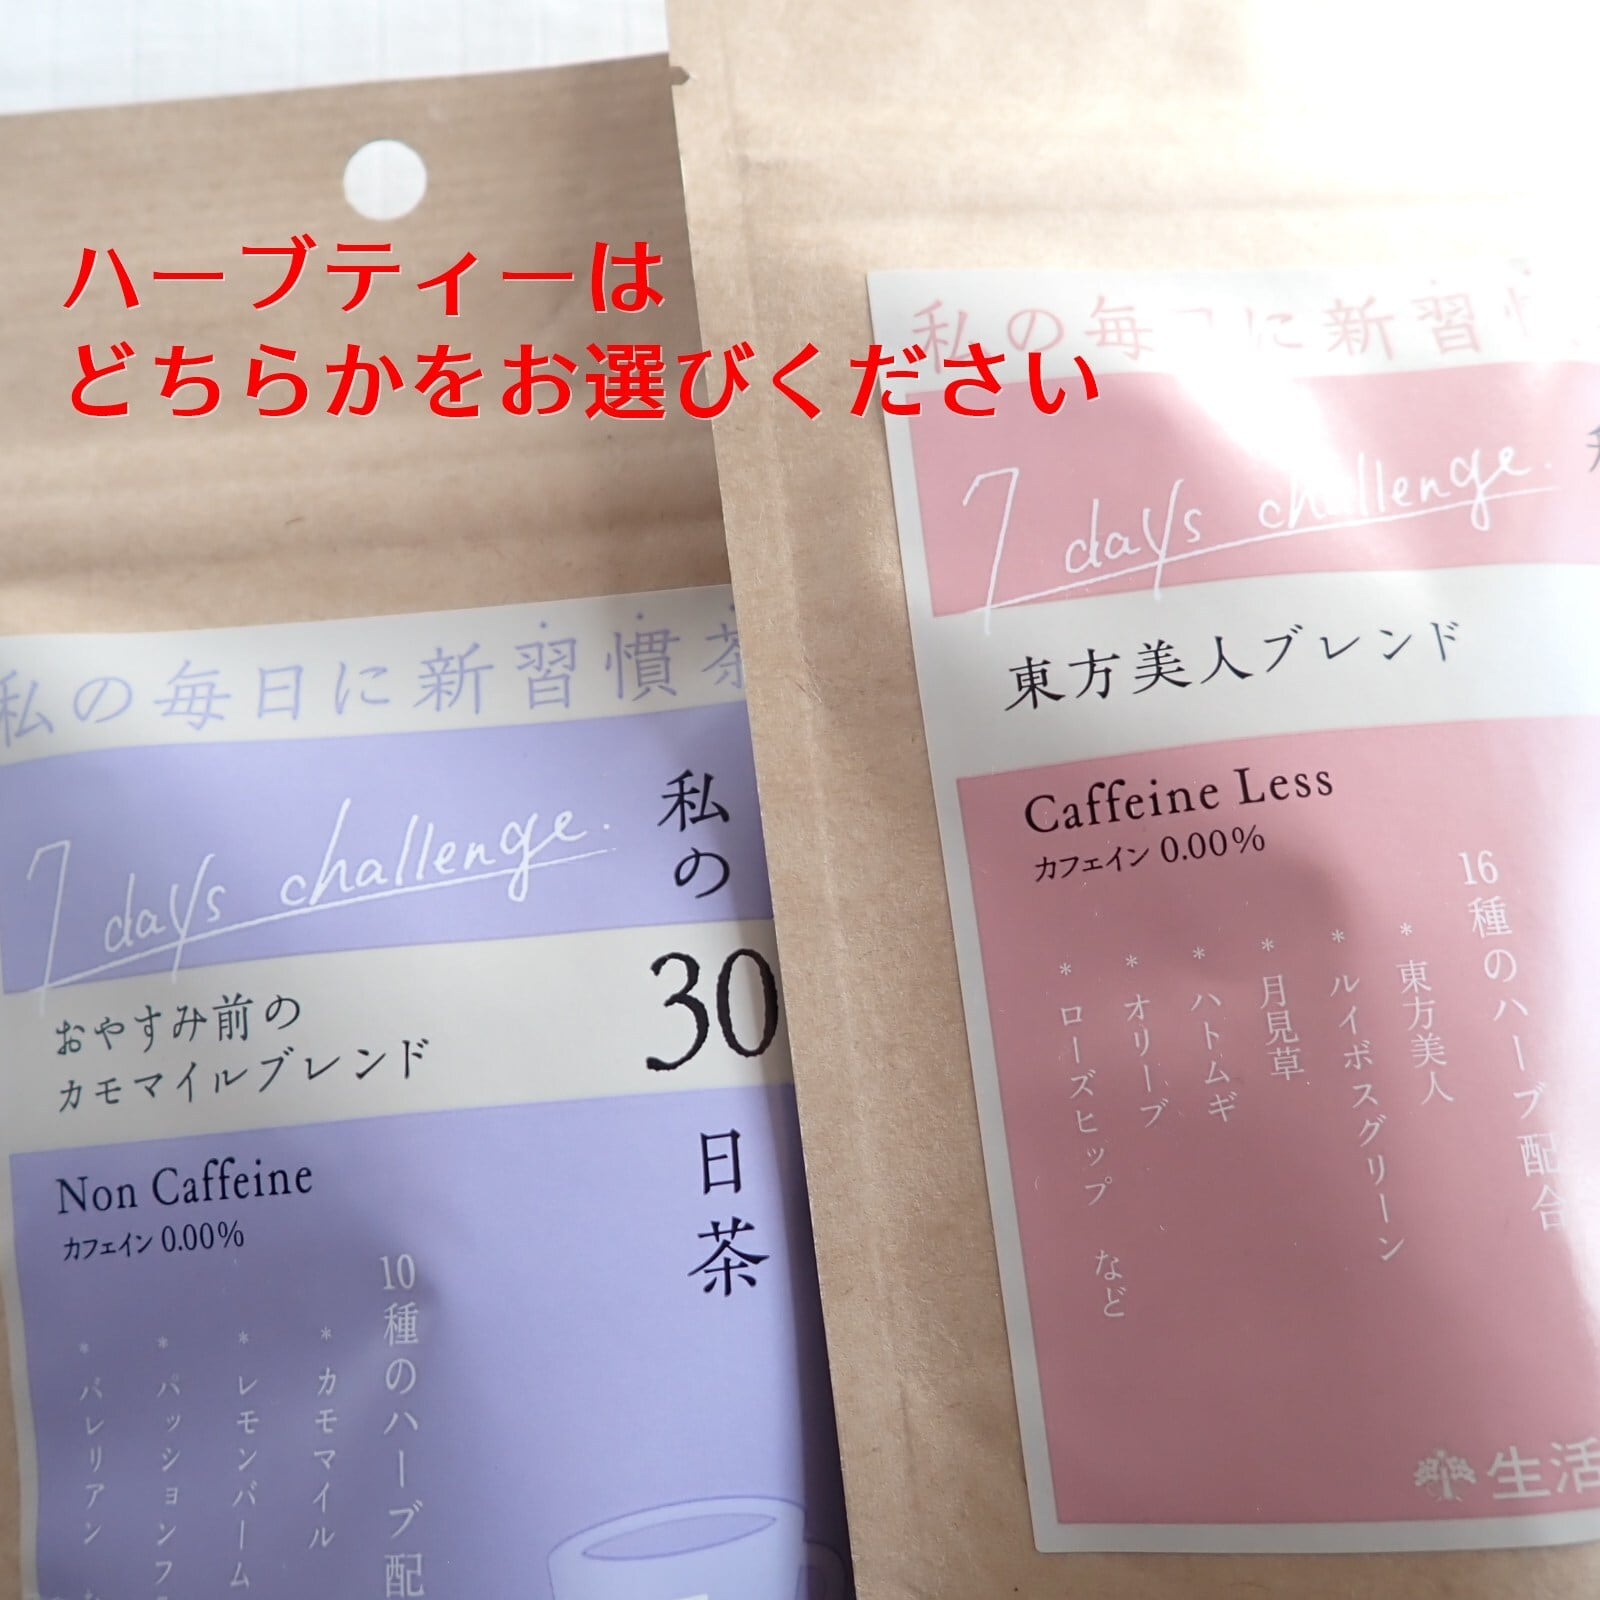 ハーブティーは
どちらかをお選びください
私の毎日に新習慣茶
7 days challenge.
私の
30
日茶
おやすみ前の
カモマイルブレンド
Non Caffeine
カフェイン 0.00%
10種のハーブ配
*カモマイル
*レモンバーム
*パッションフ
*バレリアン
私の毎日に新習慣
7 days challenge.
東方美人ブレンド
Caffeine Less
カフェイン 0.00%
16種のハーブ配合
*東方美人
*ルイボスグリーン
*月見草
*ハトムギ
*オリーブ
*ローズヒップ など
生活